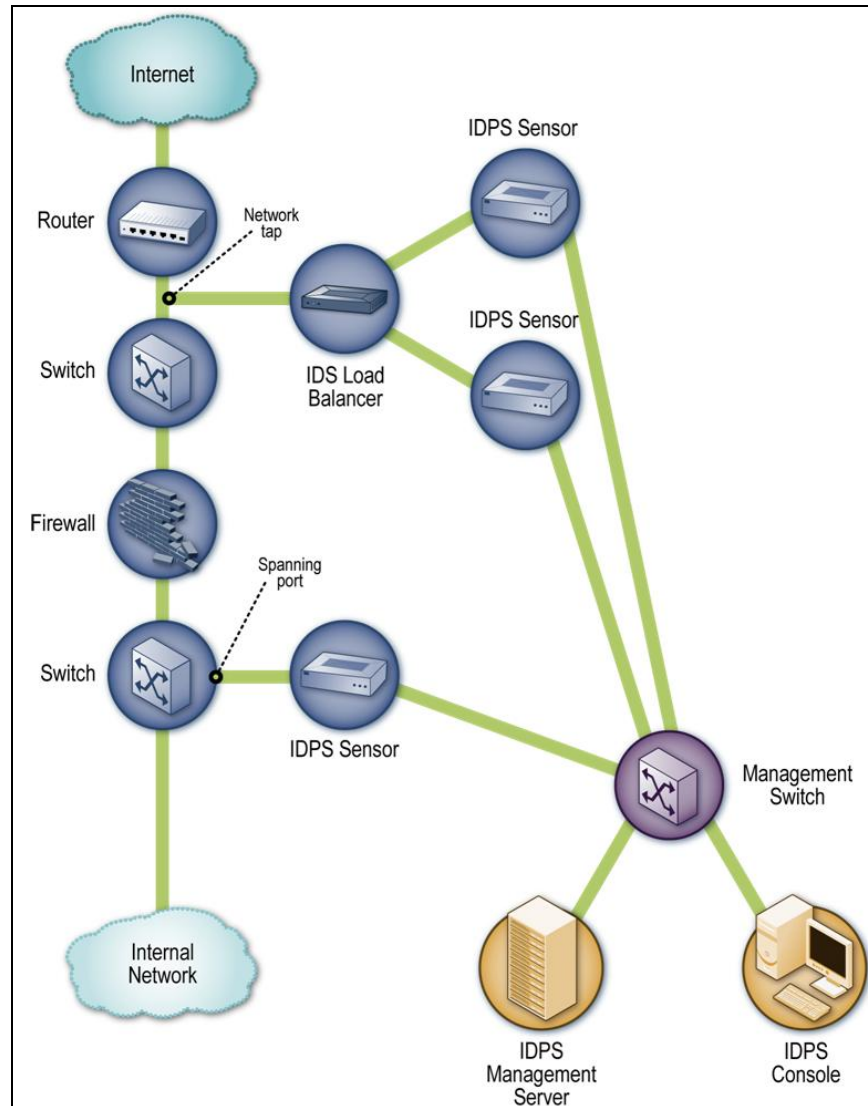 Internet
IDPS Sensor
Router
Network
tap
IDPS Sensor
Switch
IDS Load
Balancer
Firewall
Spanning
port
Switch
IDPS Sensor
Management
Switch
Internal
Network
IDPS
Management
Server
IDPS
Console